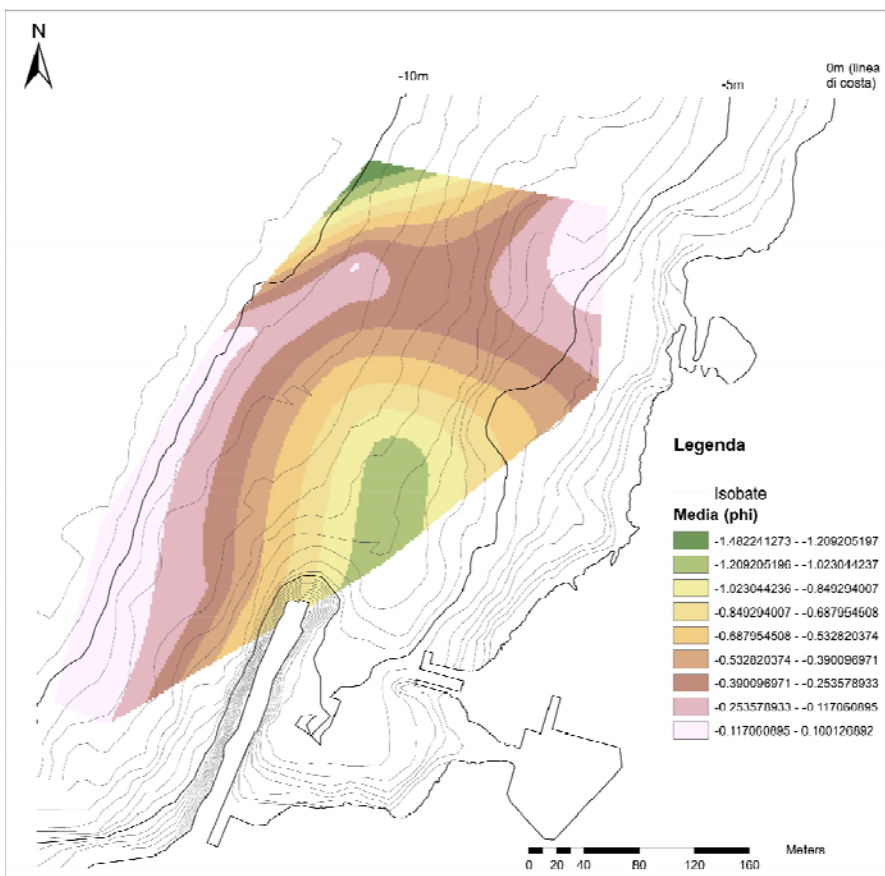 N
-10m
-5m
0m (linea
di costa)
Legenda
Isobate
Media (phi)
-1.482241273 - -1.209205197
-1.209205196 - -1.023044237
-1.023044236 - -0.849294007
-0.849294007 - -0.687954508
-0.687954508 - -0.532820374
-0.532820374 - -0.390096971
-0.390096971 - -0.253578933
-0.253578933 - -0.117060895
-0.117060895 - 0.100126892
Meters
0 20 40 80 120 160